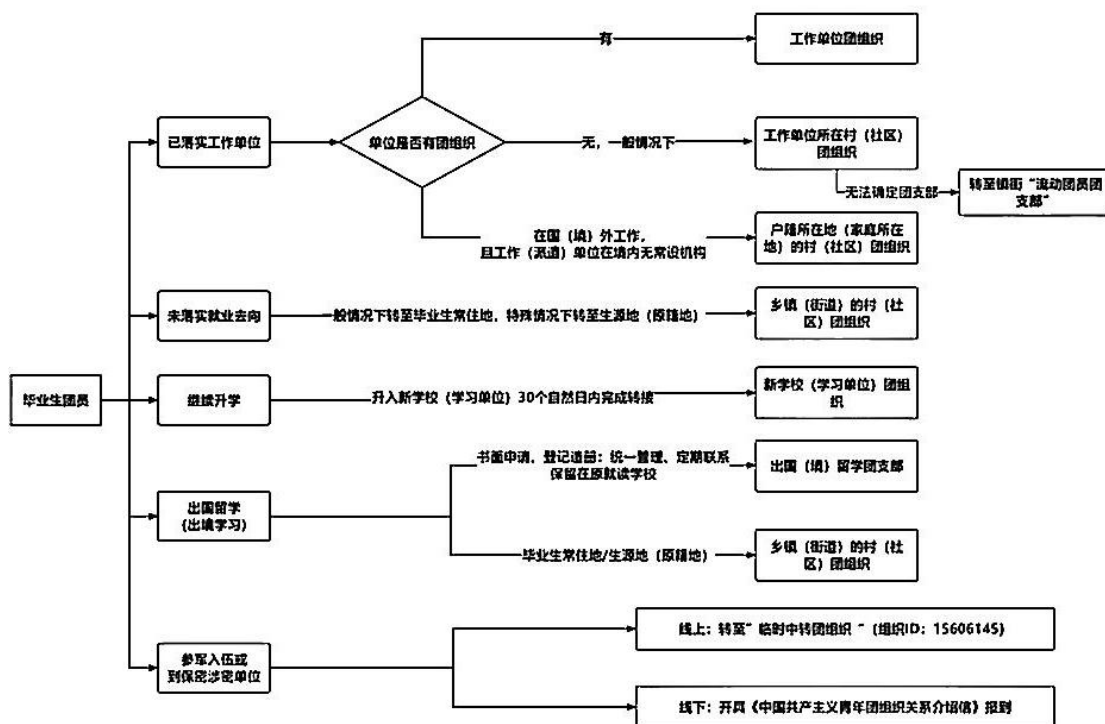 有
工作单位团组织
已落实工作单位
单位是否有团组织
无，一般情况下
工作单位所在村（社区）
团组织
无法确定团支部
转至镇街“流动团员团
支部”
在国（境）外工作，
且工作（派遣）单位在境内无常设机构
户籍所在地（家庭所在
地）的村（社区）团组织
未落实就业去向
一般情况下转至毕业生常住地，特殊情况下转至生源地（原籍地）
乡镇（街道）的村（社
区）团组织
毕业生团员
继续升学
升入新学校（学习单位）30个自然日内完成转接
新学校（学习单位）团组
织
出国留学
（出境学习）
书面申请，登记造册：统一管理、定期联系
保留在原就读学校
出国（境）留学团支部
毕业生常住地/生源地（原籍地）
乡镇（街道）的村（社
区）团组织
参军入伍或
到保密涉密单位
线上：转至“临时中转团组织”（组织ID：15606145）
线下：开具《中国共产主义青年团组织关系介绍信》报到